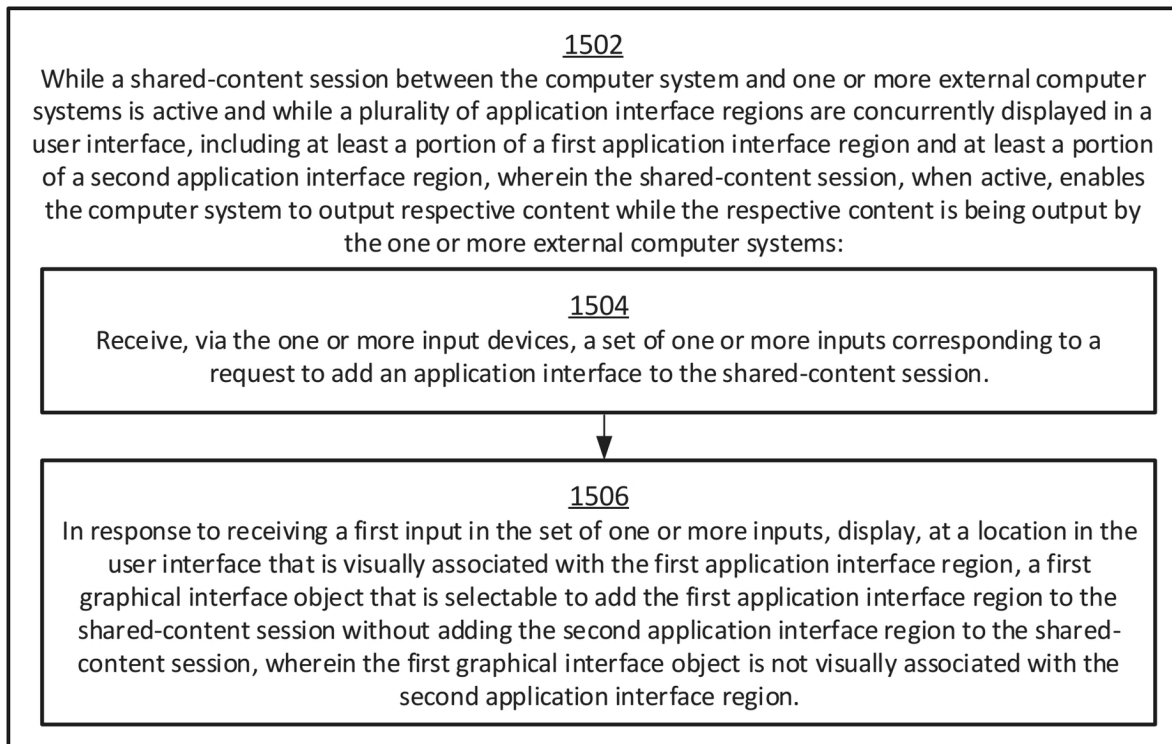 1502
While a shared-content session between the computer system and one or more external computer
systems is active and while a plurality of application interface regions are concurrently displayed in a
user interface, including at least a portion of a first application interface region and at least a portion
of a second application interface region, wherein the shared-content session, when active, enables
the computer system to output respective content while the respective content is being output by
the one or more external computer systems:
1504
Receive, via the one or more input devices, a set of one or more inputs corresponding to a
request to add an application interface to the shared-content session.
1506
In response to receiving a first input in the set of one or more inputs, display, at a location in the
user interface that is visually associated with the first application interface region, a first
graphical interface object that is selectable to add the first application interface region to the
shared-content session without adding the second application interface region to the shared-
content session, wherein the first graphical interface object is not visually associated with the
second application interface region.